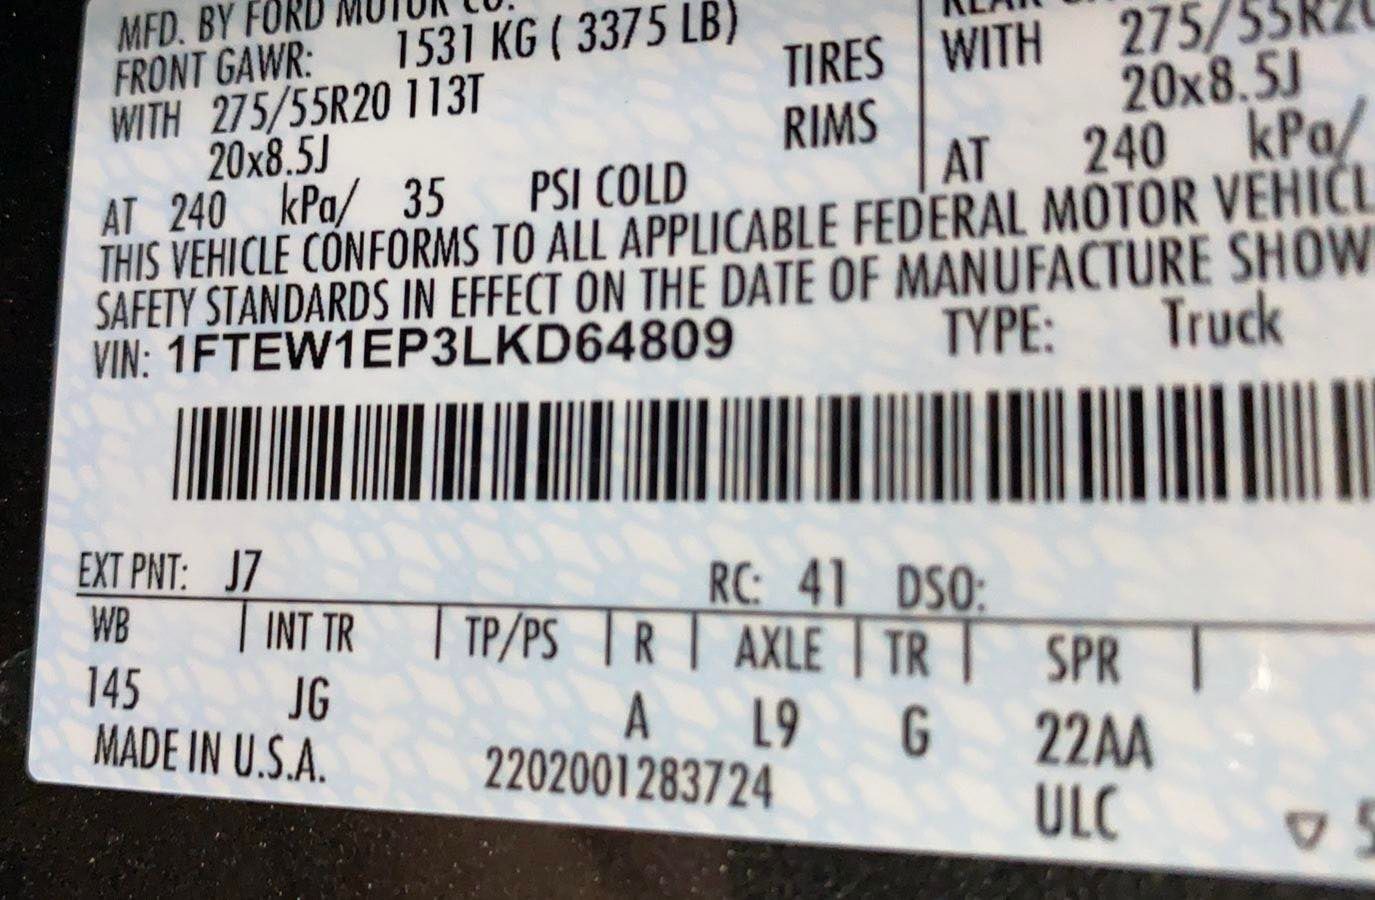 MFD. BY FORD MOTOR CO.
FRONT GAWR: 1531 KG ( 3375 LB)
WITH 275/55R20 113T TIRES
20x8.5J RIMS
AT 240 kPa/ 35 PSI COLD
WITH 275/55R20
20x8.5J
AT 240 kPa/
THIS VEHICLE CONFORMS TO ALL APPLICABLE FEDERAL MOTOR VEHICL
SAFETY STANDARDS IN EFFECT ON THE DATE OF MANUFACTURE SHOW
VIN: 1FTEW1EP3LKD64809 TYPE: Truck
EXT PNT: J7 RC: 41 DSO:
WB | INT TR | TP/PS | R | AXLE | TR | SPR |
145 JG A L9 G 22AA
MADE IN U.S.A. 2202001283724 ULC